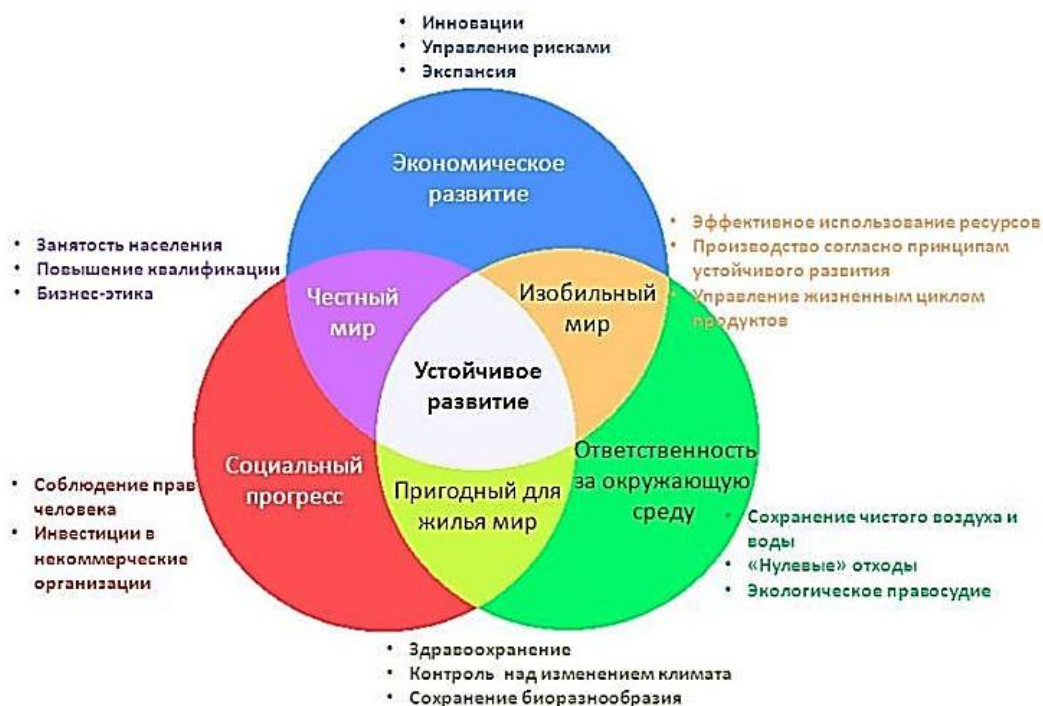 • Инновации
• Управление рисками
• Экспансия
Экономическое
развитие
• Занятость населения
• Повышение квалификации
• Бизнес-этика
• Эффективное использование ресурсов
• Производство согласно принципам
устойчивого развития
• Управление жизненным циклом
продуктов
Честный
мир
Изобильный
мир
Устойчивое
развитие
Социальный
прогресс
Пригодный для
жилья мир
Ответственность
за окружающую
среду
• Соблюдение прав
человека
• Инвестиции в
некоммерческие
организации
• Сохранение чистого воздуха и
воды
• «Нулевые» отходы
• Экологическое правосудие
• Здравоохранение
• Контроль над изменением климата
• Сохранение биоразнообразия